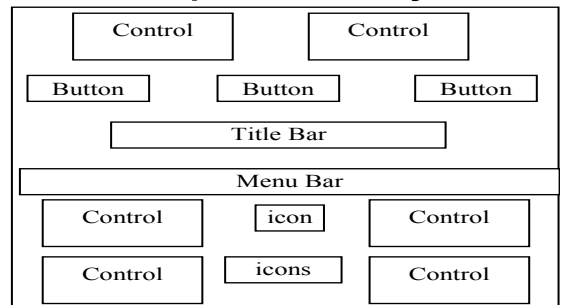 Control Control
Button Button Button
Title Bar
Menu Bar
Control icon Control
Control icons Control